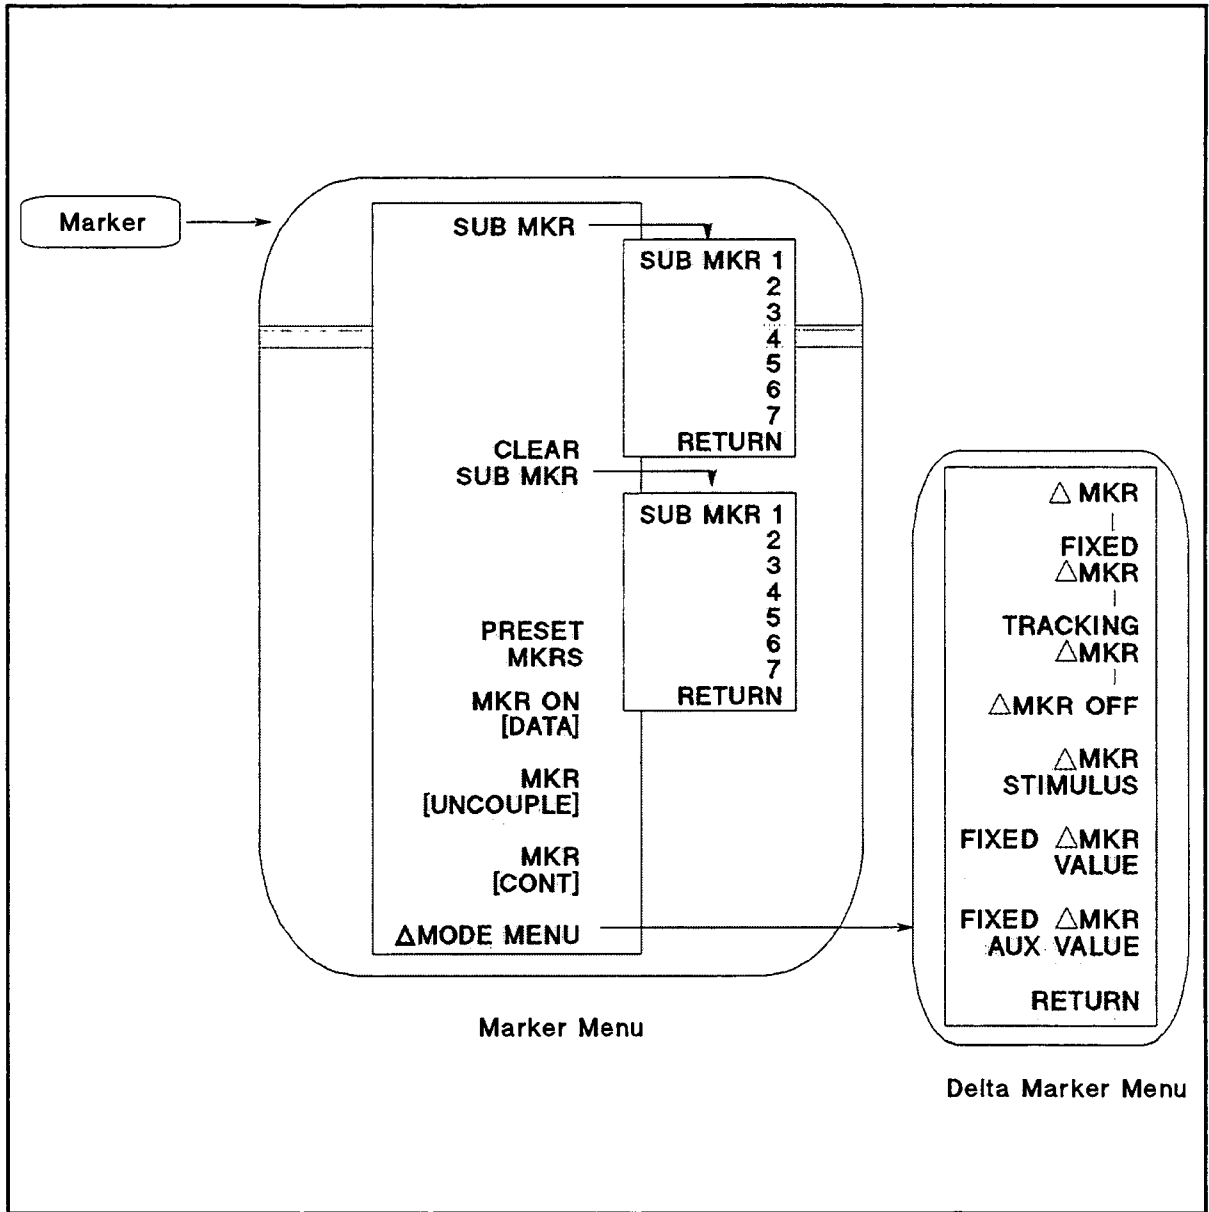 Marker
SUB MKR
SUB MKR 1
2
3
4
5
6
7
RETURN
CLEAR
SUB MKR
SUB MKR 1
2
3
4
5
6
7
RETURN
PRESET
MKRS
MKR ON
[DATA]
MKR
[UNCOUPLE]
MKR
[CONT]
ΔMODE MENU
Marker Menu
△ MKR
FIXED
△MKR
TRACKING
△MKR
△MKR OFF
△MKR
STIMULUS
FIXED △MKR
VALUE
FIXED △MKR
AUX VALUE
RETURN
Delta Marker Menu